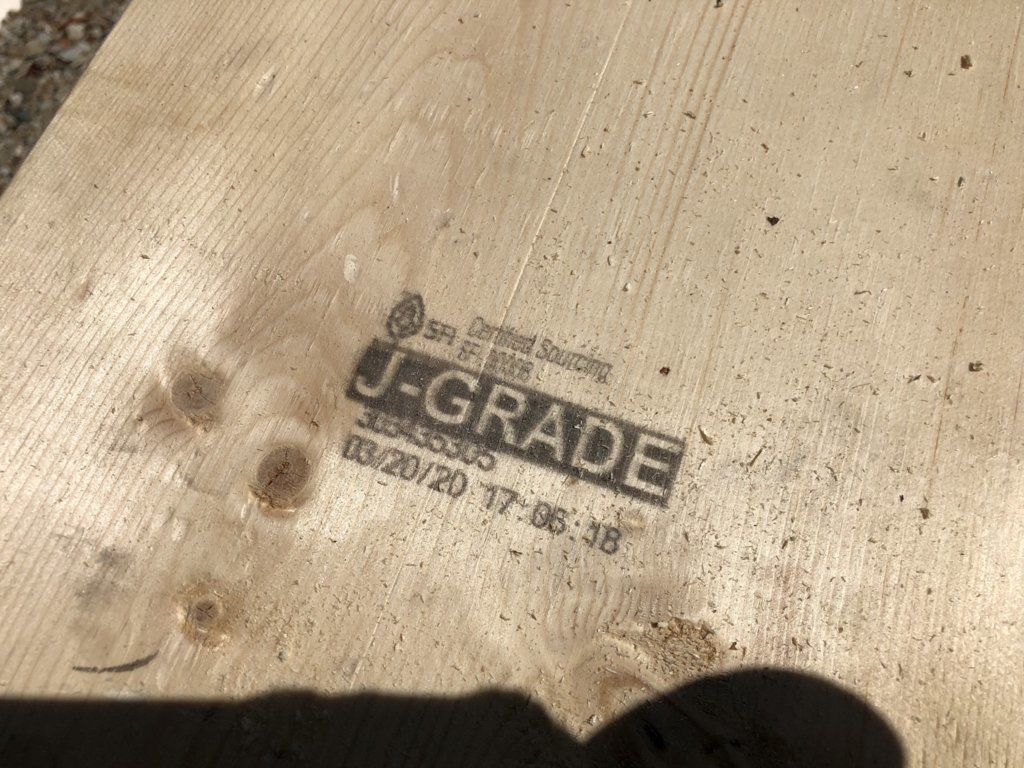 SFI Certified Sourcing
J-GRADE
03/20/20 17:05:18